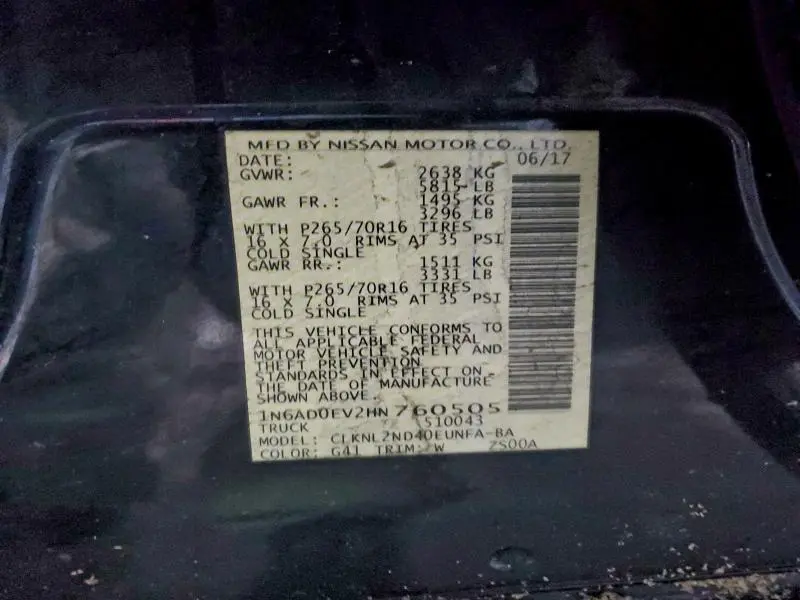 MFD BY NISSAN MOTOR CO., LTD.
DATE: 06/17
GVWR: 2638 KG
5815 LB
GAWR FR.: 1495 KG
3296 LB
WITH P265/70R16 TIRES
16 X 7.0 RIMS AT 35 PSI
COLD SINGLE
GAWR RR.: 1511 KG
3331 LB
WITH P265/70R16 TIRES
16 X 7.0 RIMS AT 35 PSI
COLD SINGLE
THIS VEHICLE CONFORMS TO
ALL APPLICABLE FEDERAL
MOTOR VEHICLE SAFETY AND
THEFT PREVENTION
STANDARDS IN EFFECT ON
THE DATE OF MANUFACTURE
SHOWN ABOVE.
1N6AD0EV2HN760505
TRUCK 510043
MODEL: CLKNL2ND40EUNFA-BA
COLOR: G41 TRIM: W ZS00A